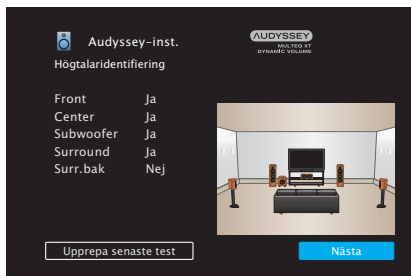 Audyssey-inst.
AUDYSSEY
MULTEQ XT
DYNAMIC VOLUME
Högtalaridentifiering
Front Ja
Center Ja
Subwoofer Ja
Surround Ja
Surr.bak Nej
Upprepa senaste test
Nästa